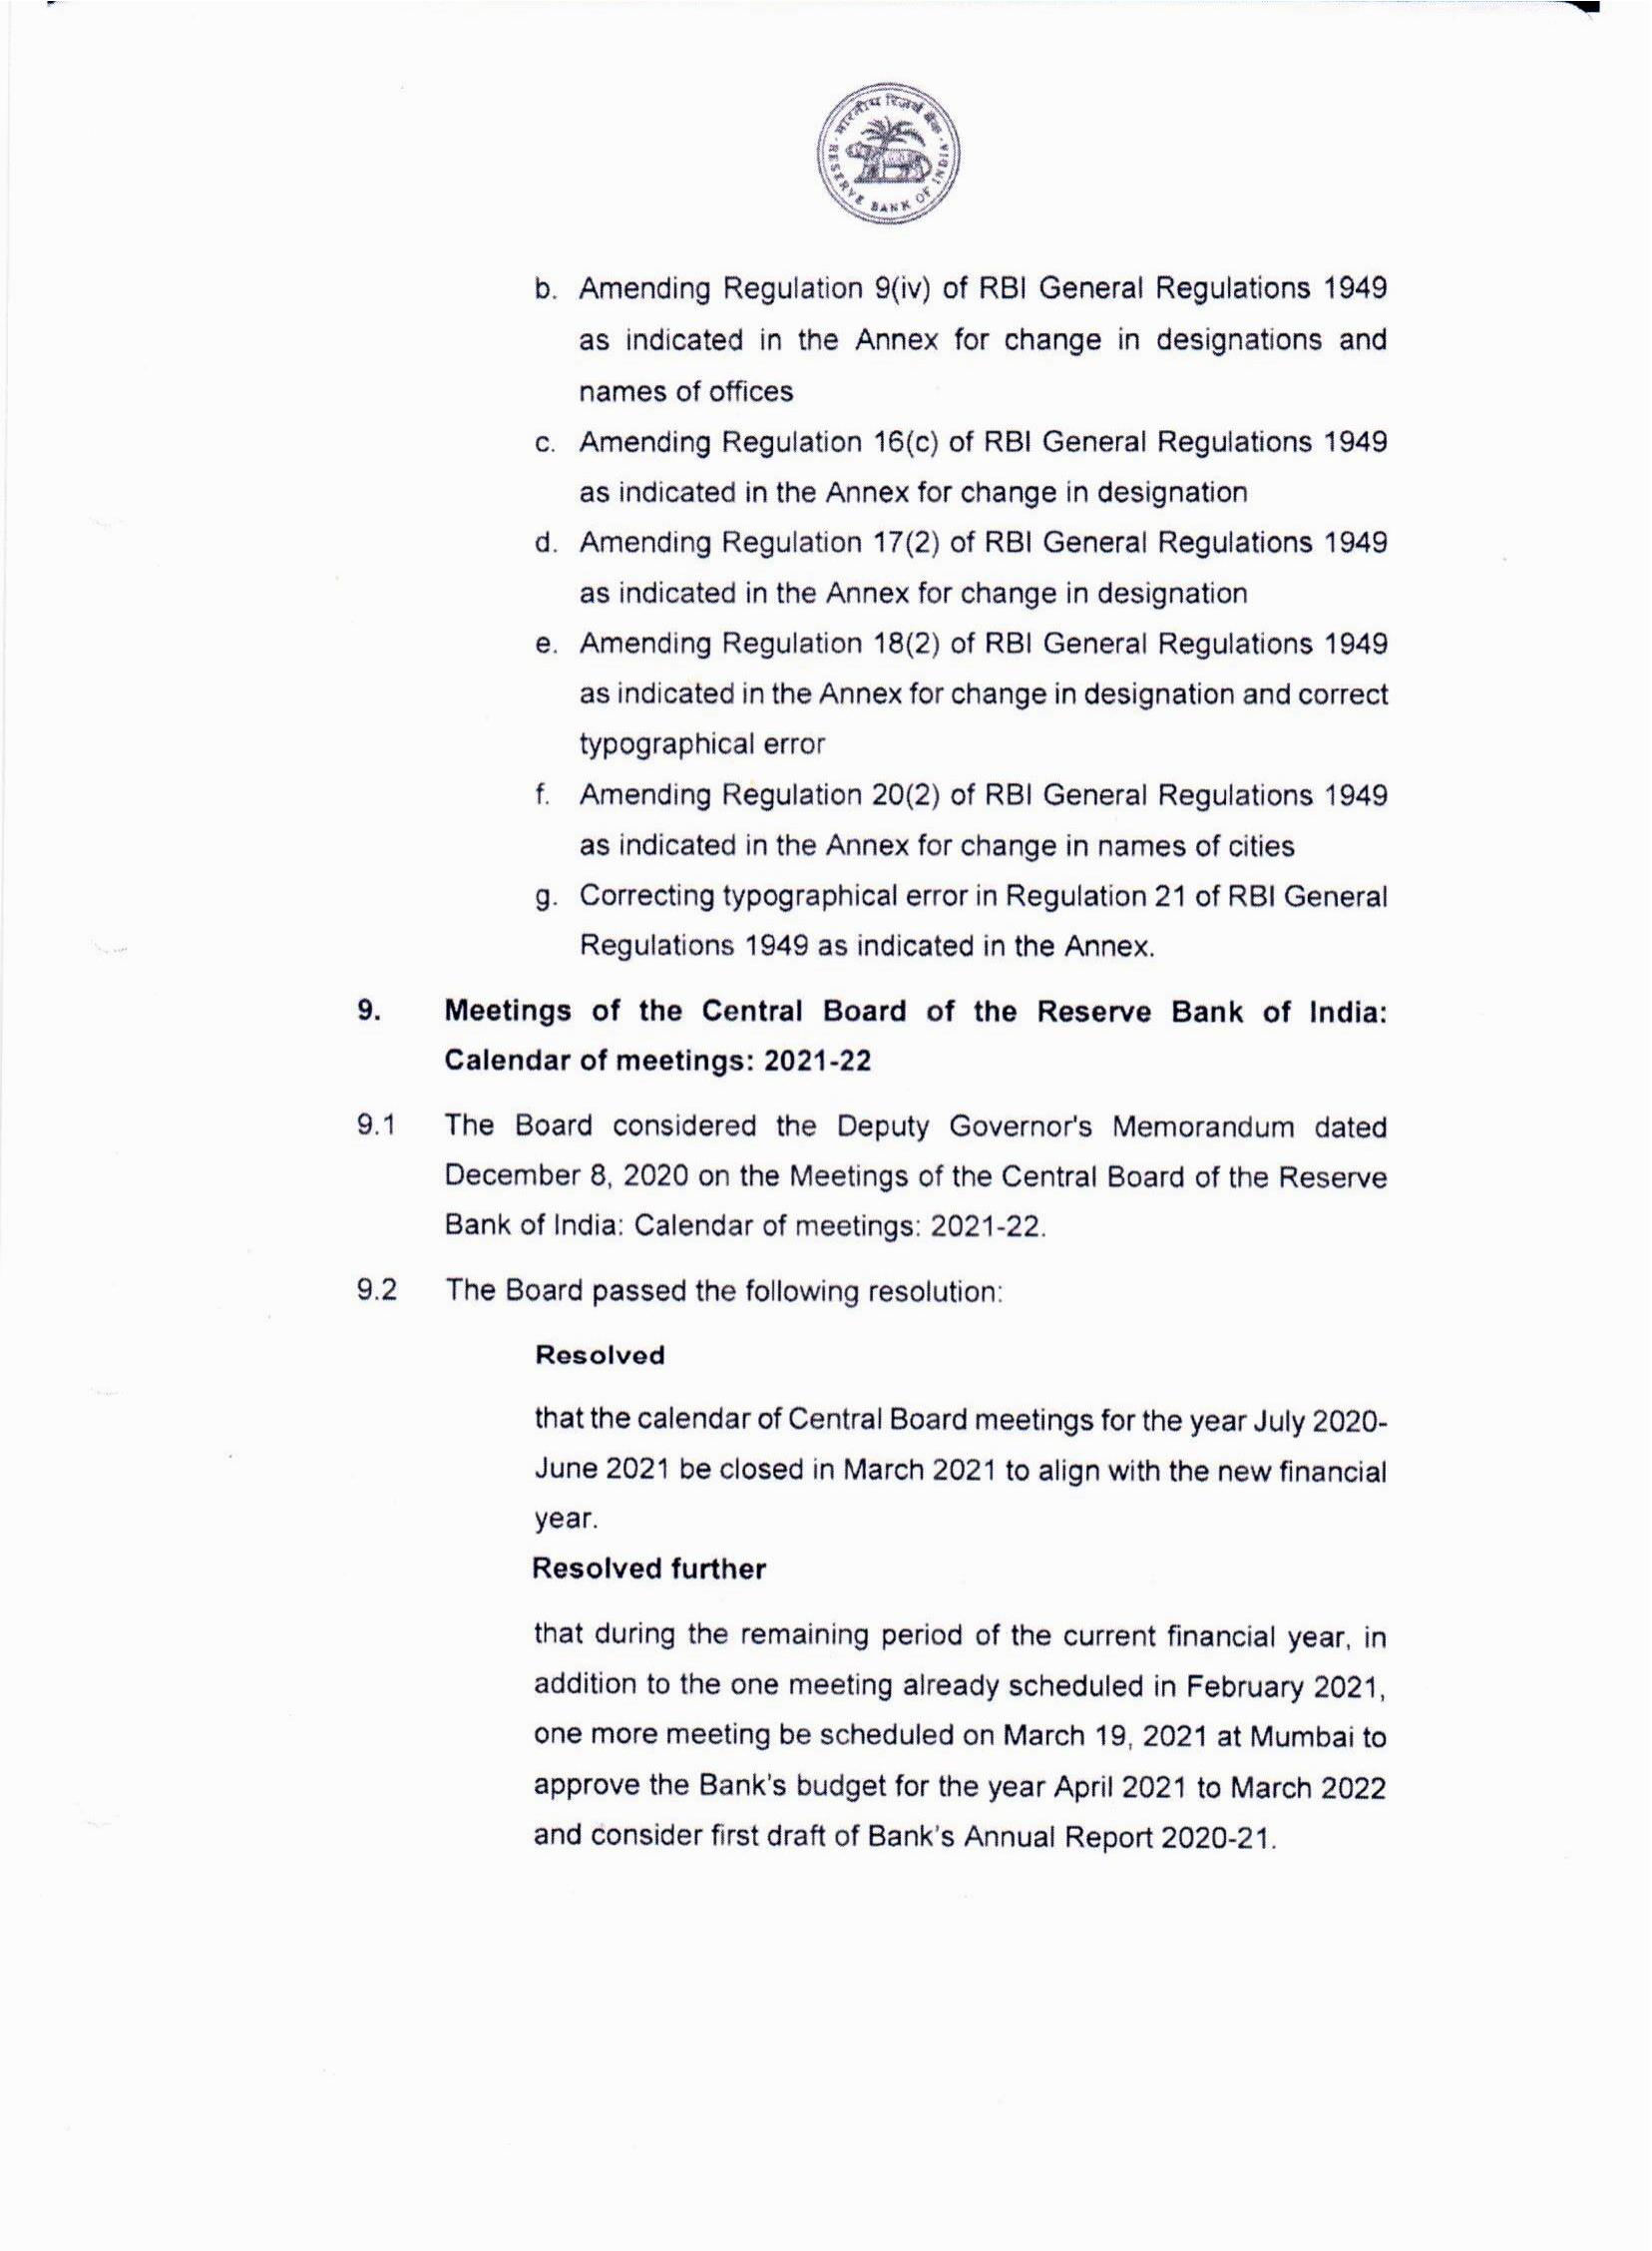 भारतीय रिज़र्व बैंक
RESERVE BANK OF INDIA
b. Amending Regulation 9(iv) of RBI General Regulations 1949
as indicated in the Annex for change in designations and
names of offices
c. Amending Regulation 16(c) of RBI General Regulations 1949
as indicated in the Annex for change in designation
d. Amending Regulation 17(2) of RBI General Regulations 1949
as indicated in the Annex for change in designation
e. Amending Regulation 18(2) of RBI General Regulations 1949
as indicated in the Annex for change in designation and correct
typographical error
f. Amending Regulation 20(2) of RBI General Regulations 1949
as indicated in the Annex for change in names of cities
g. Correcting typographical error in Regulation 21 of RBI General
Regulations 1949 as indicated in the Annex.
9. Meetings of the Central Board of the Reserve Bank of India:
Calendar of meetings: 2021-22
9.1 The Board considered the Deputy Governor's Memorandum dated
December 8, 2020 on the Meetings of the Central Board of the Reserve
Bank of India: Calendar of meetings: 2021-22.
9.2 The Board passed the following resolution:
Resolved
that the calendar of Central Board meetings for the year July 2020-
June 2021 be closed in March 2021 to align with the new financial
year.
Resolved further
that during the remaining period of the current financial year, in
addition to the one meeting already scheduled in February 2021,
one more meeting be scheduled on March 19, 2021 at Mumbai to
approve the Bank's budget for the year April 2021 to March 2022
and consider first draft of Bank's Annual Report 2020-21.